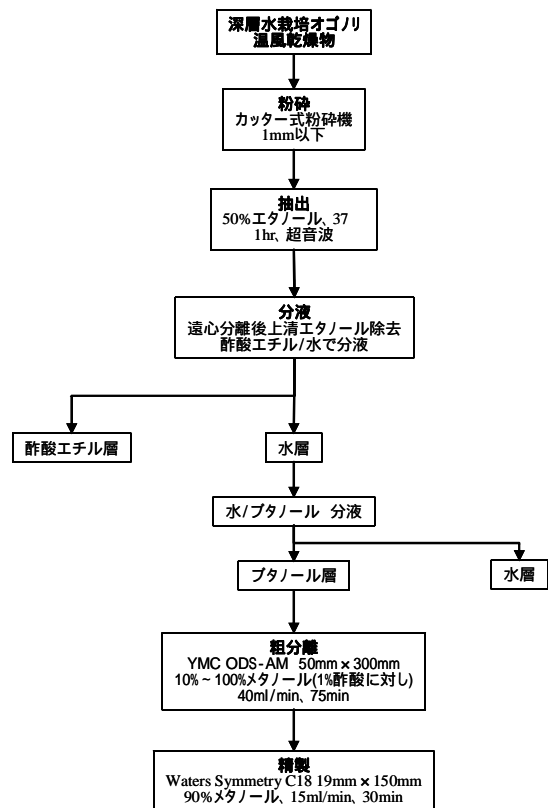 深層水栽培オゴノリ
温風乾燥物
粉砕
カッター式粉砕機
1mm以下
抽出
50%エタノール、37
1hr、超音波
分液
遠心分離後上清エタノール除去
酢酸エチル/水で分液
酢酸エチル層
水層
水/ブタノール 分液
ブタノール層
水層
粗分離
YMC ODS-AM 50mm×300mm
10%~100%メタノール(1%酢酸に対し)
40ml/min、75min
精製
Waters Symmetry C18 19mm×150mm
90%メタノール、15ml/min、30min